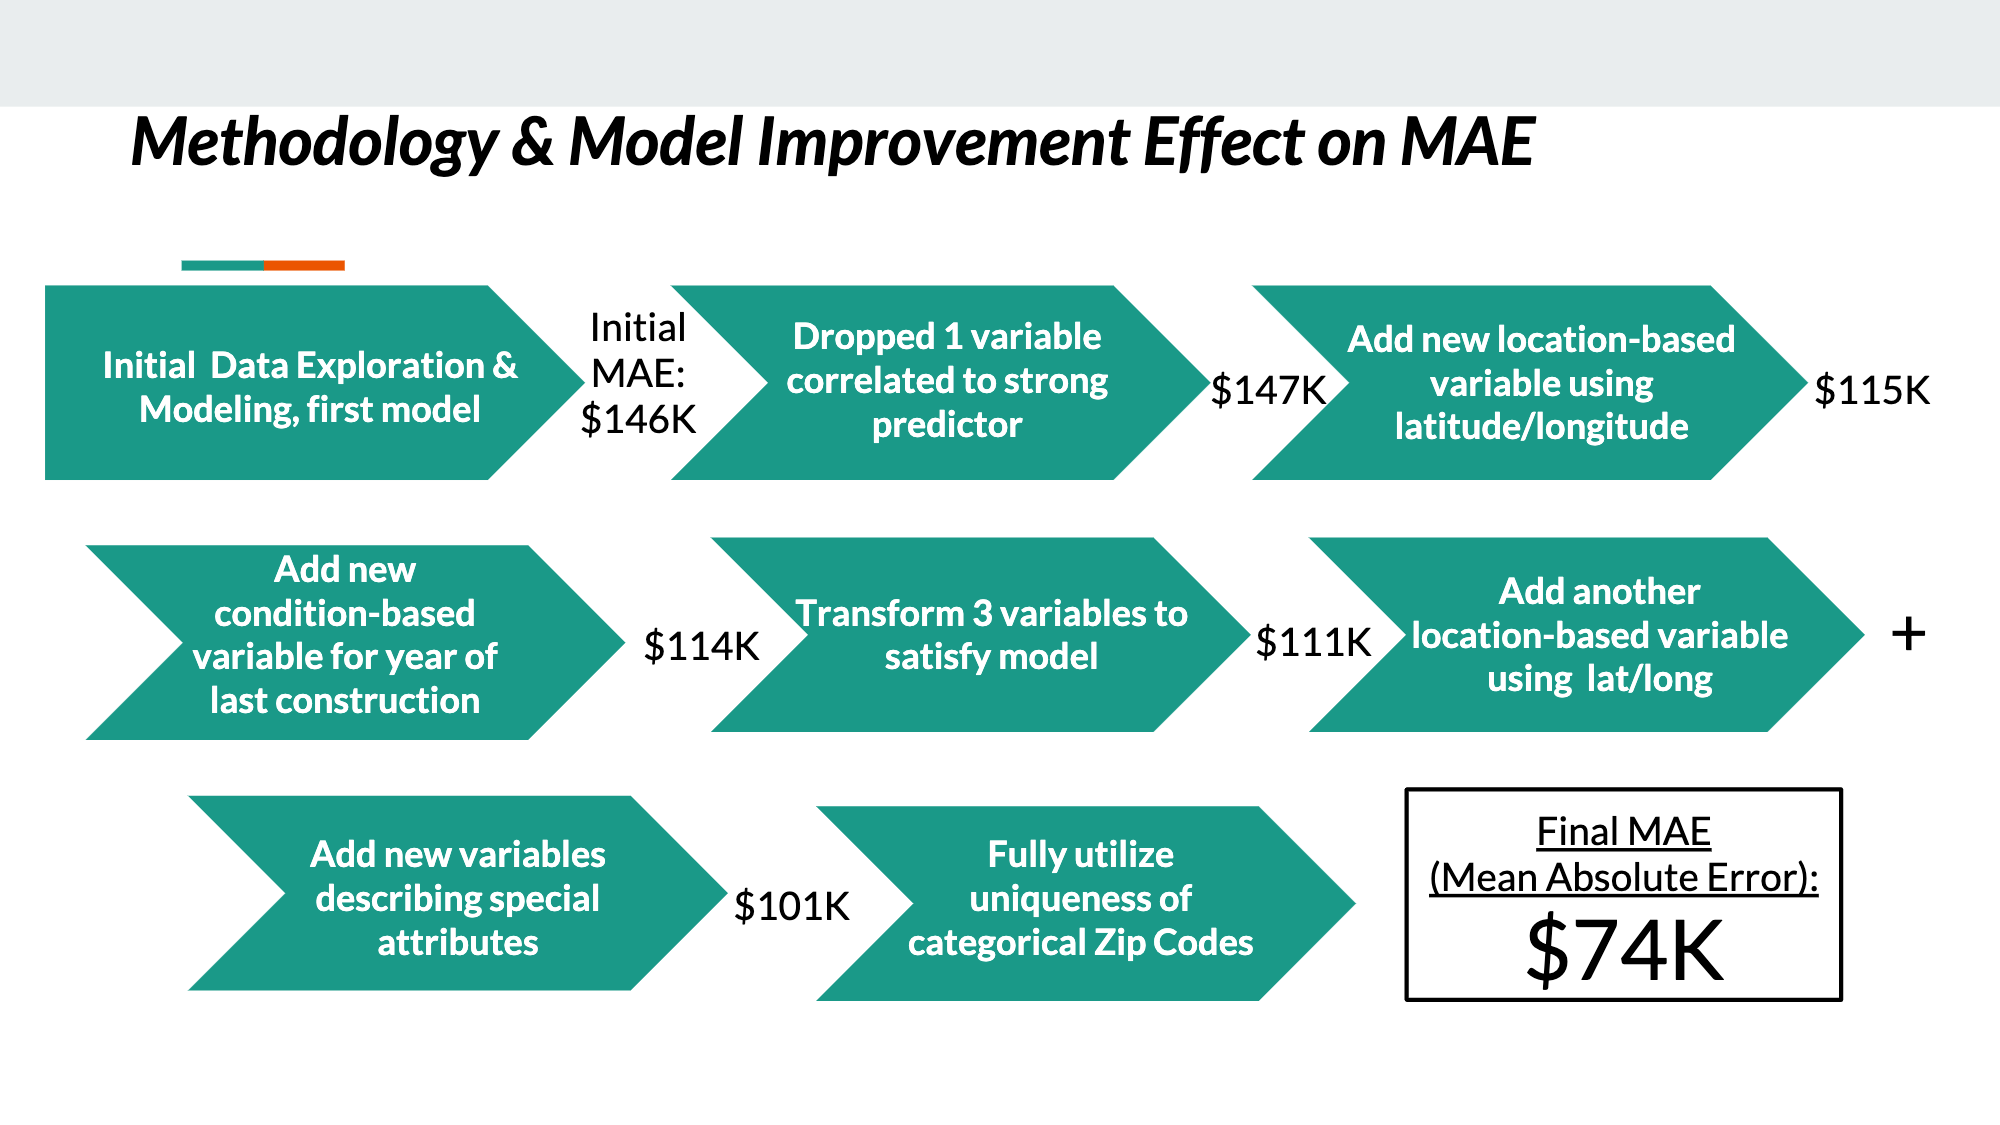 Methodology & Model Improvement Effect on MAE
Initial  Data Exploration &
Modeling, first model
Initial
MAE:
$146K
Dropped 1 variable
correlated to strong
predictor
$147K
Add new location-based
variable using
latitude/longitude
$115K
Add new
condition-based
variable for year of
last construction
$114K
Transform 3 variables to
satisfy model
$111K
Add another
location-based variable
using  lat/long
+
Add new variables
describing special
attributes
$101K
Fully utilize
uniqueness of
categorical Zip Codes
Final MAE
(Mean Absolute Error):
$74K